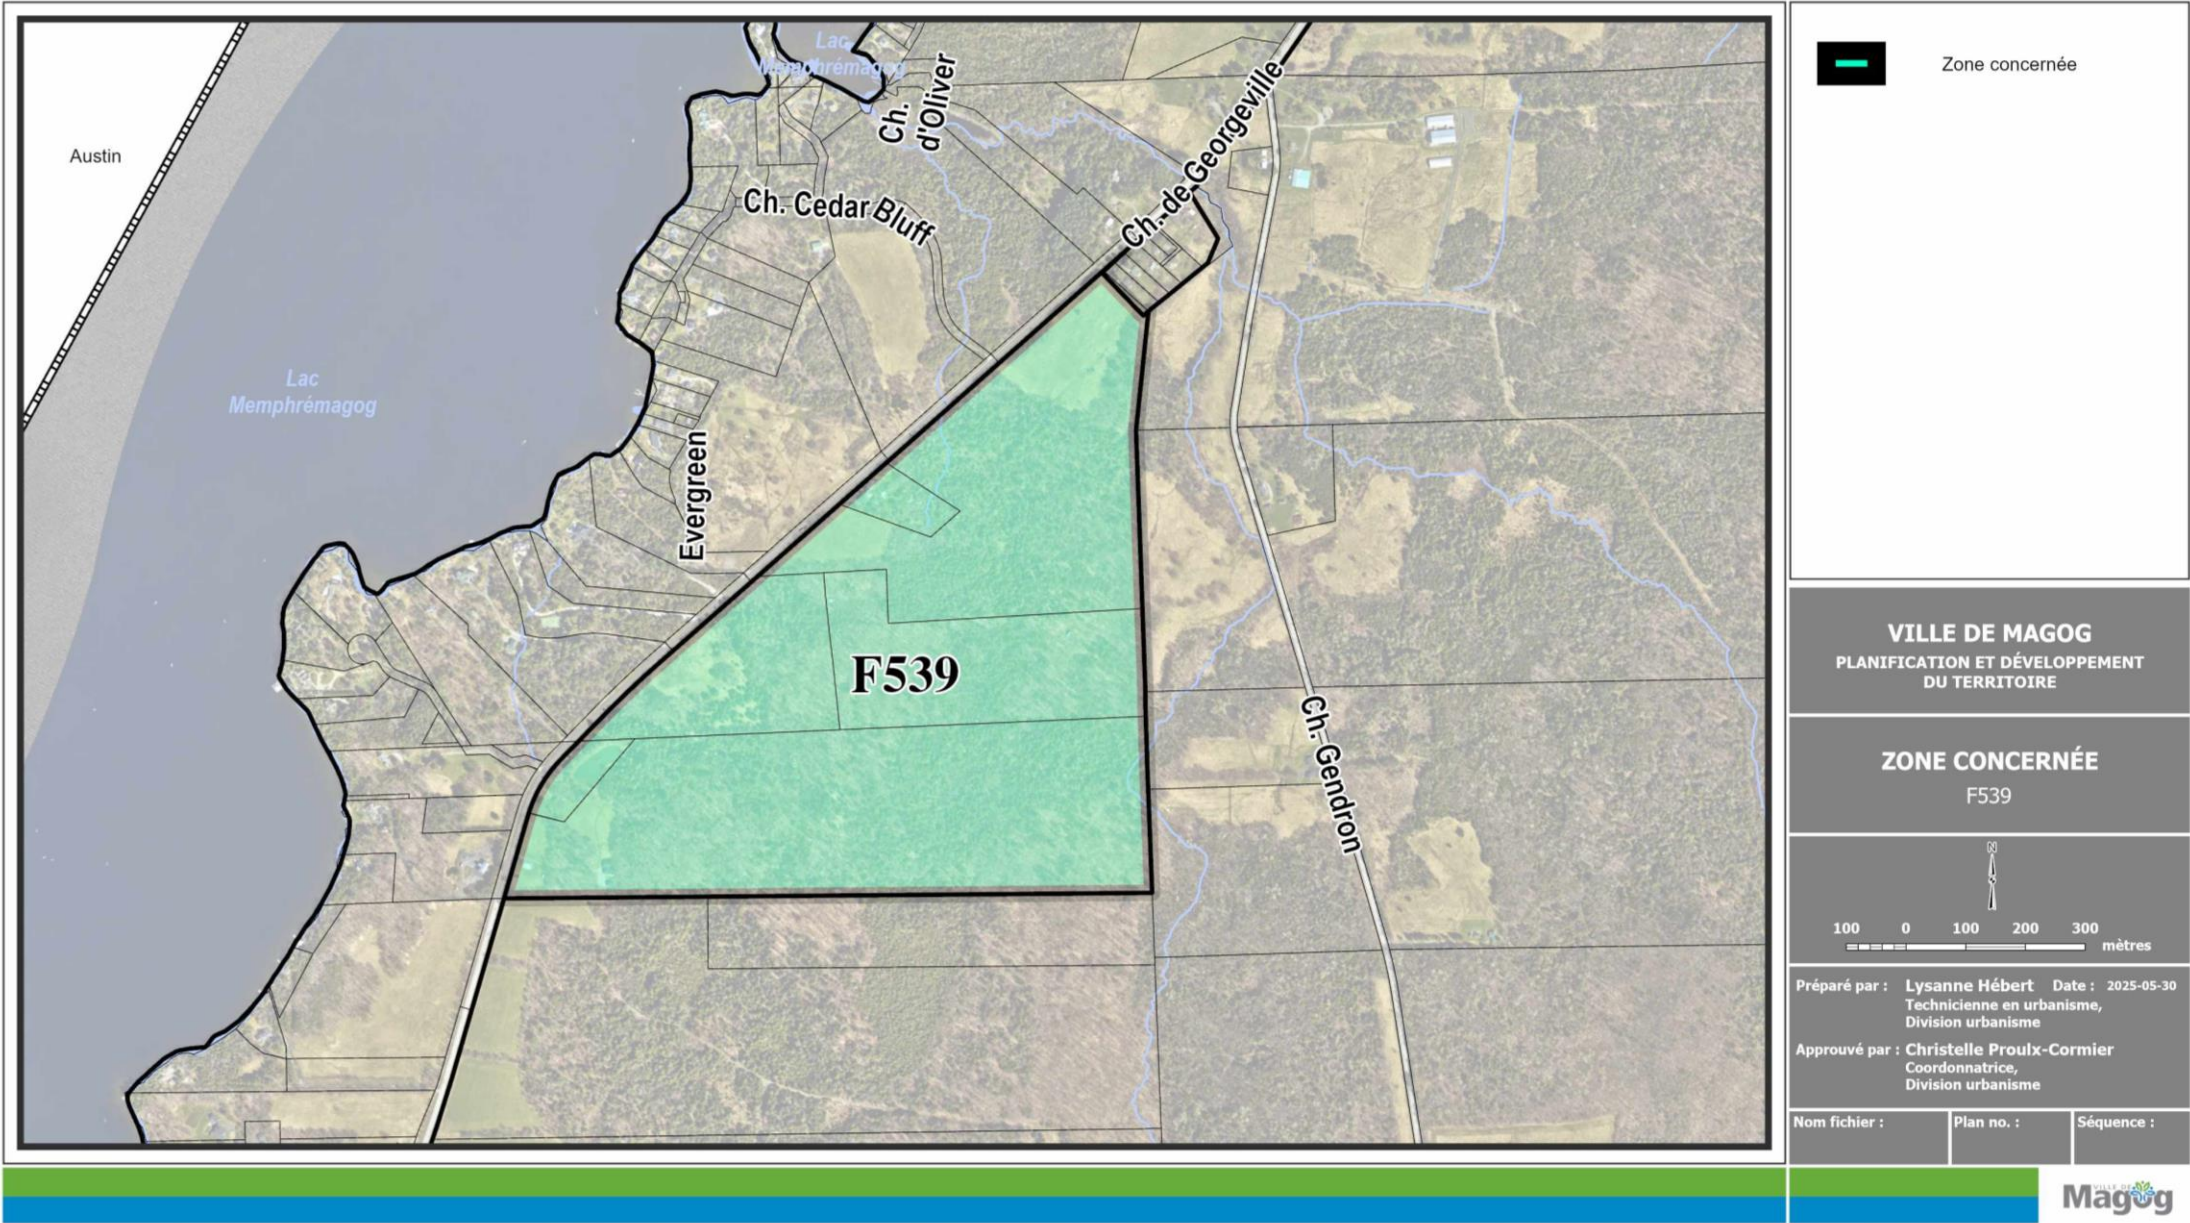 Austin
Lac
Memphrémagog
Ch.
d'Oliver
Ch. Cedar Bluff
Ch. de Georgeville
Lac
Memphrémagog
Evergreen
F539
Ch. Gendron
Zone concernée
VILLE DE MAGOG
PLANIFICATION ET DÉVELOPPEMENT
DU TERRITOIRE
ZONE CONCERNÉE
F539
N
100 0 100 200 300
mètres
Préparé par : Lysanne Hébert Date : 2025-05-30
Technicienne en urbanisme,
Division urbanisme
Approuvé par : Christelle Proulx-Cormier
Coordonnatrice,
Division urbanisme
Nom fichier : Plan no. : Séquence :
VILLE DE
Magog